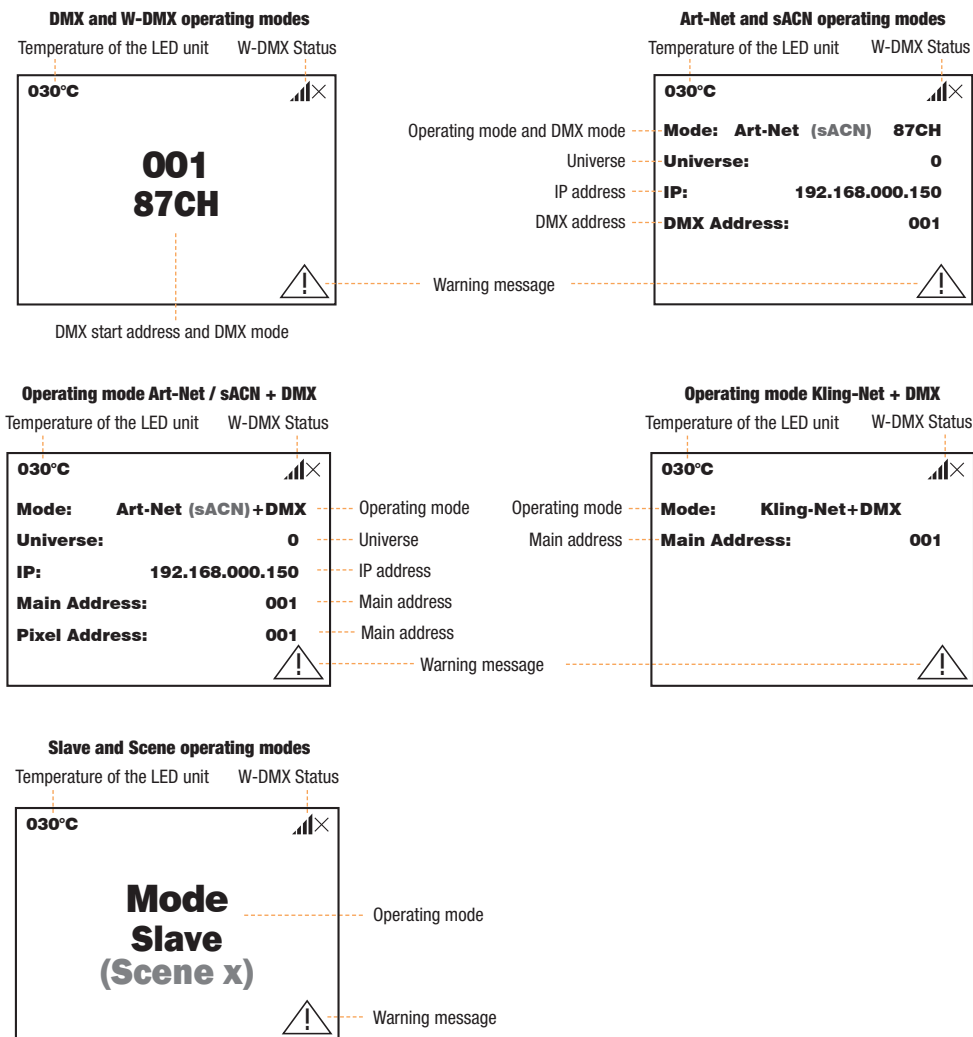 DMX and W-DMX operating modes
Temperature of the LED unit W-DMX Status
030°C
001
87CH
DMX start address and DMX mode
Art-Net and sACN operating modes
Temperature of the LED unit W-DMX Status
030°C
Operating mode and DMX mode Mode: Art-Net (sACN) 87CH
Universe Universe: 0
IP address IP: 192.168.000.150
DMX address DMX Address: 001
Warning message
Operating mode Art-Net / sACN + DMX
Temperature of the LED unit W-DMX Status
030°C
Mode: Art-Net (sACN)+DMX Operating mode
Universe: 0 Universe
IP: 192.168.000.150 IP address
Main Address: 001 Main address
Pixel Address: 001 Main address
Warning message
Operating mode Kling-Net + DMX
Temperature of the LED unit W-DMX Status
030°C
Operating mode Mode: Kling-Net+DMX
Main address Main Address: 001
Slave and Scene operating modes
Temperature of the LED unit W-DMX Status
030°C
Mode Operating mode
Slave
(Scene x)
Warning message